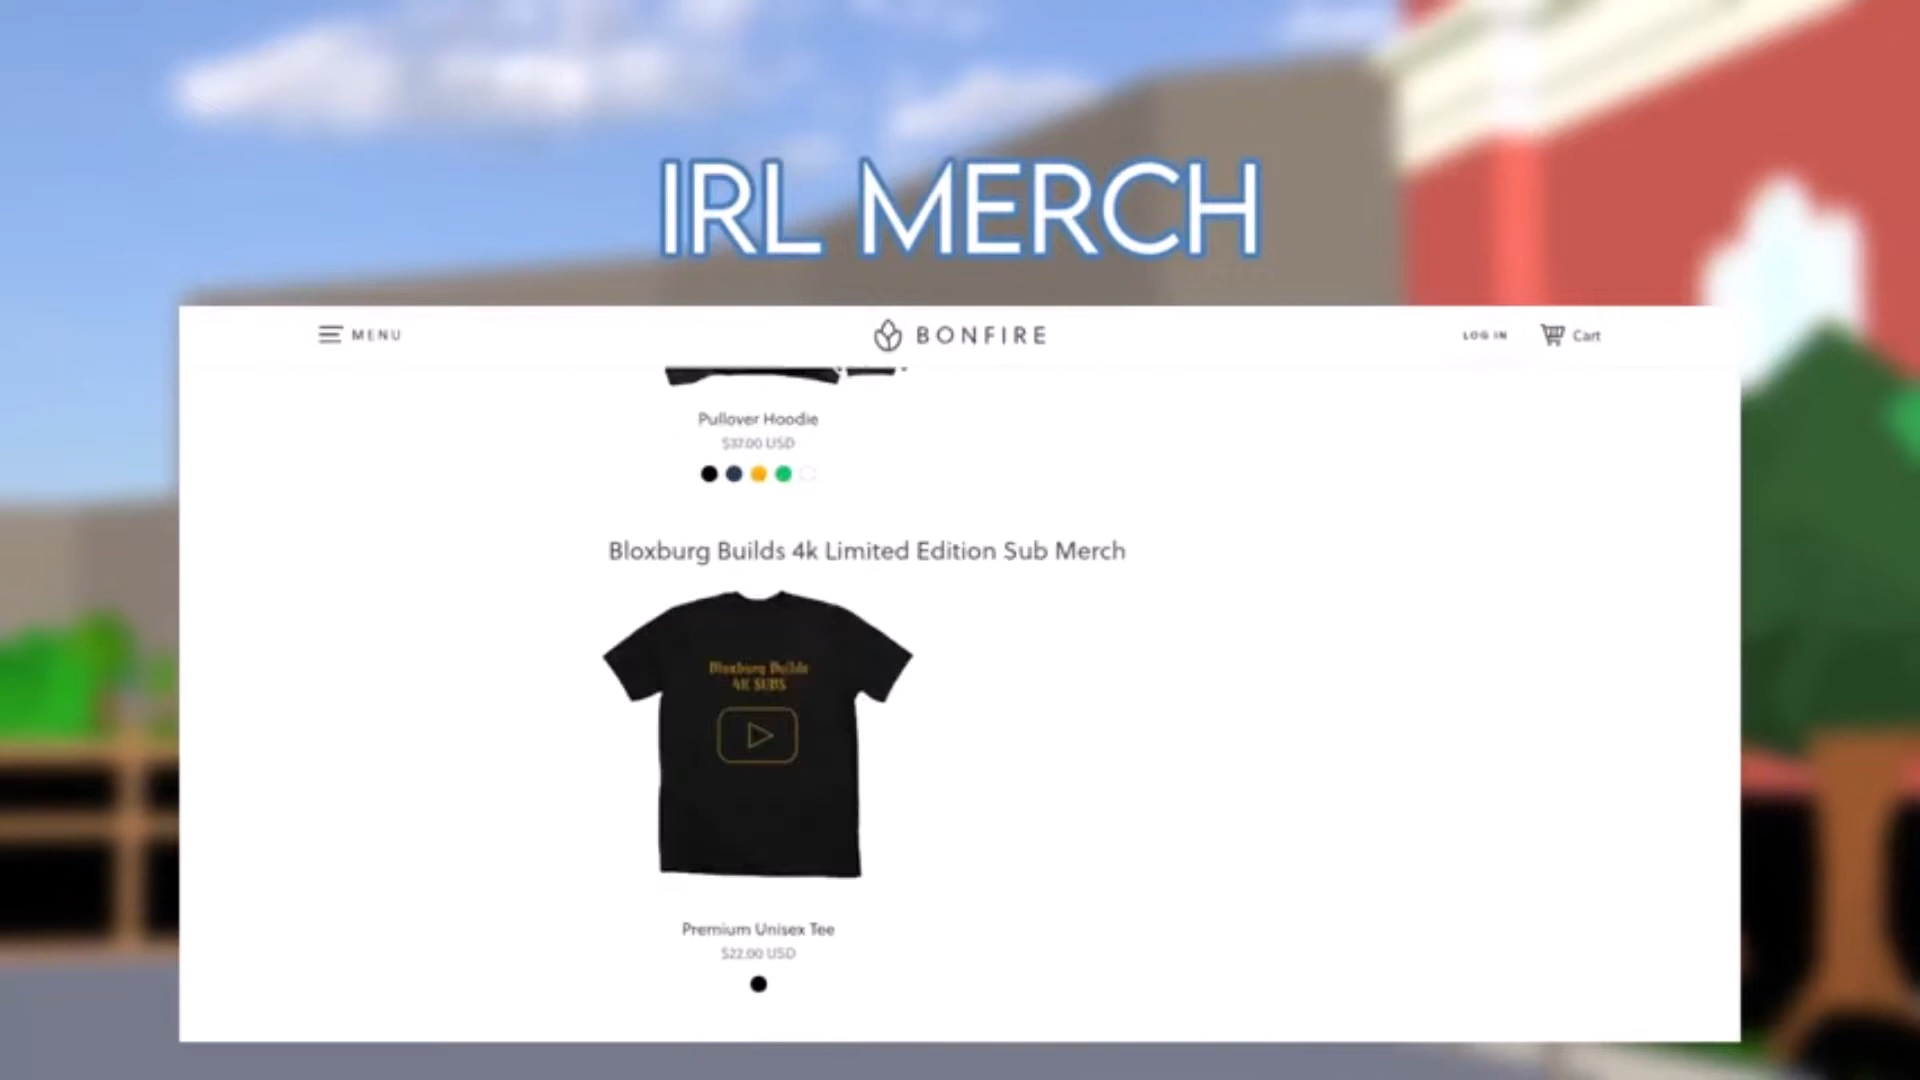 IRL MERCH
MENU
BONFIRE
LOG IN
Cart
Pullover Hoodie
$37.00 USD
Bloxburg Builds 4k Limited Edition Sub Merch
Bloxburg Builds
4K SUBS
Premium Unisex Tee
$22.00 USD